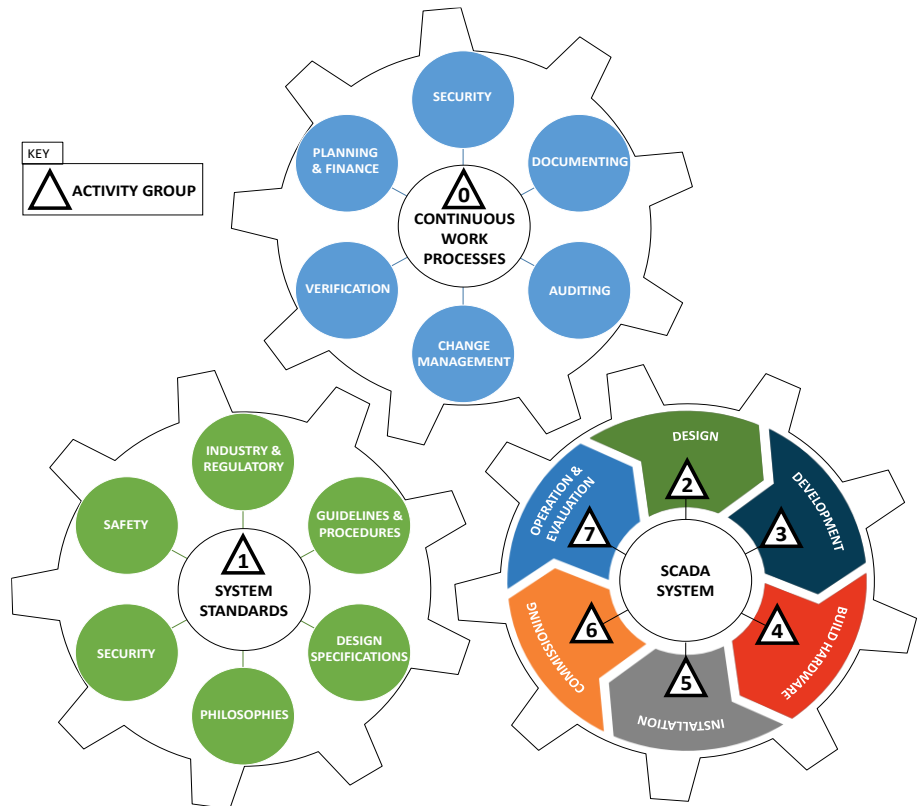 KEY
ACTIVITY GROUP
SECURITY
PLANNING
& FINANCE
DOCUMENTING
0
CONTINUOUS
WORK
PROCESSES
VERIFICATION
AUDITING
CHANGE
MANAGEMENT
INDUSTRY &
REGULATORY
SAFETY
GUIDELINES &
PROCEDURES
1
SYSTEM
STANDARDS
SECURITY
DESIGN
SPECIFICATIONS
PHILOSOPHIES
DESIGN
2
DEVELOPMENT
3
BUILD HARDWARE
4
INSTALLATION
5
COMMISSIONING
6
OPERATION &
EVALUATION
7
SCADA
SYSTEM